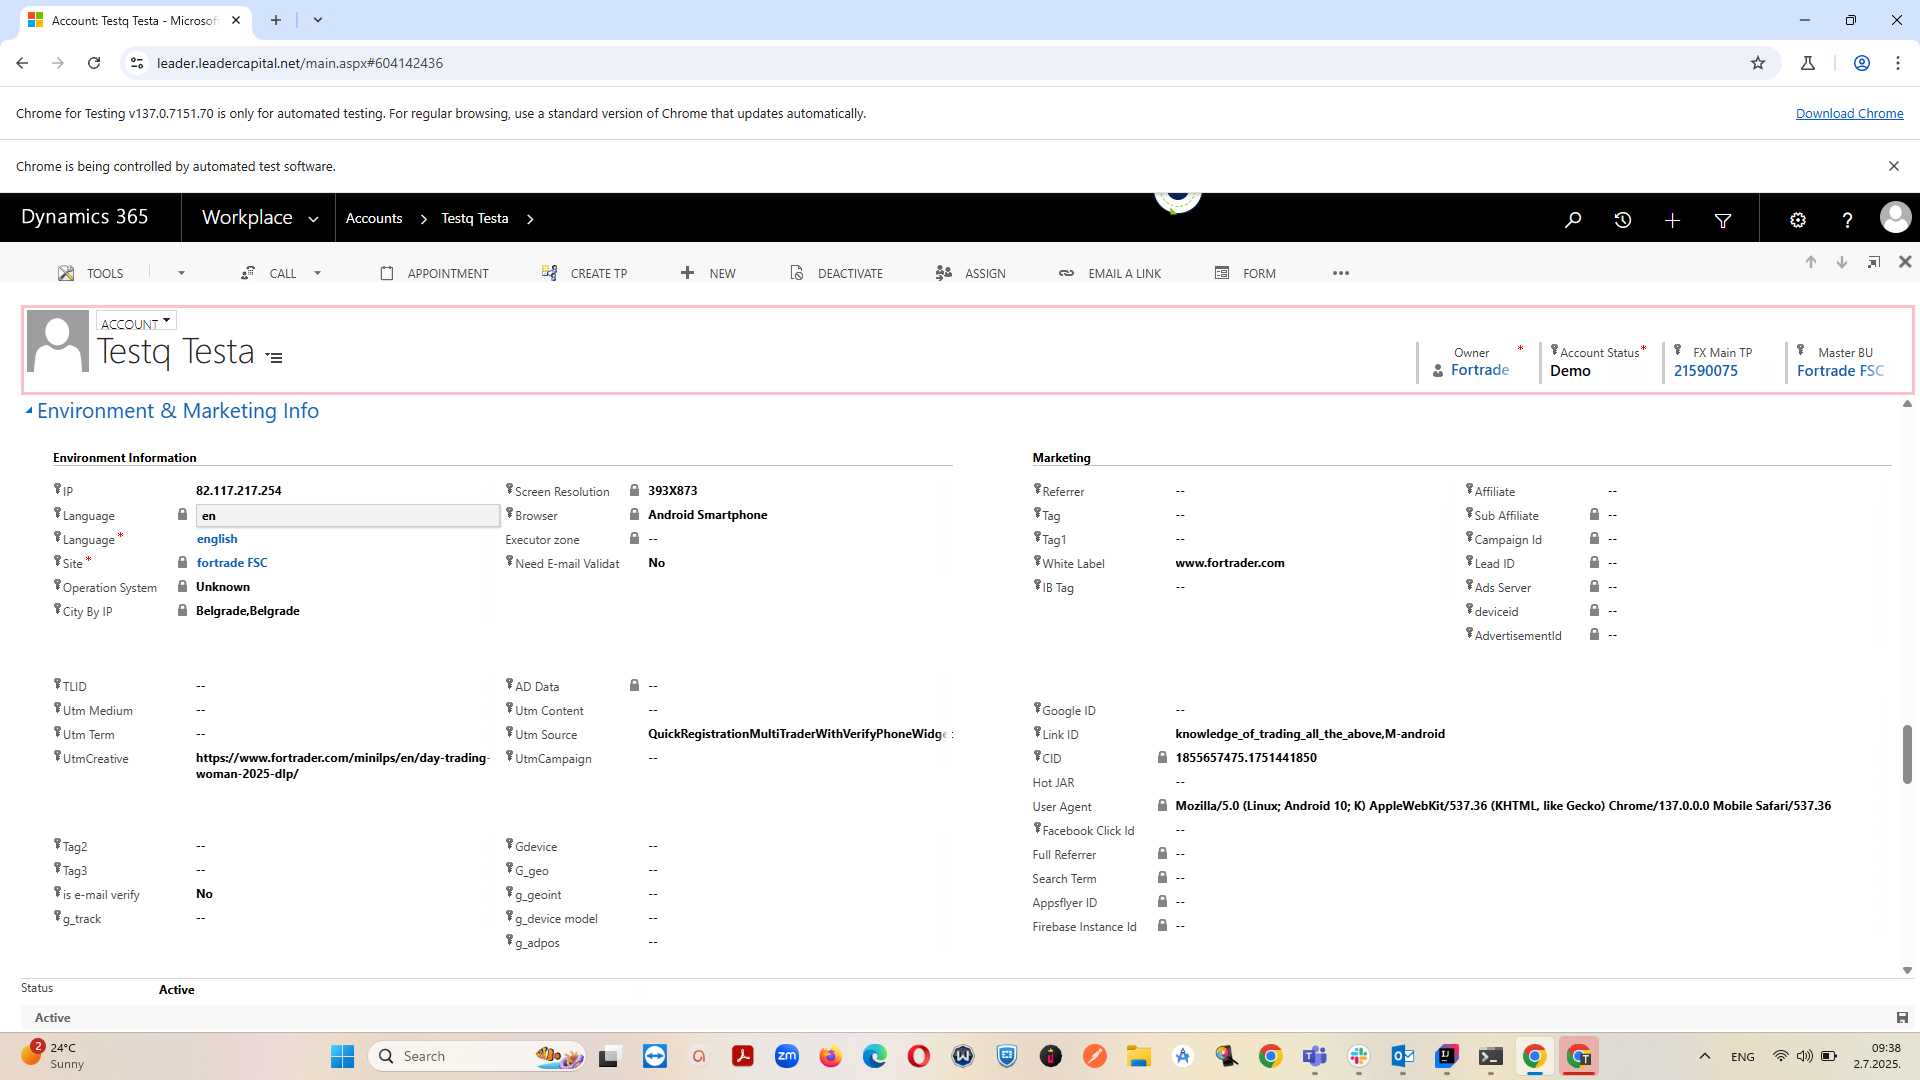 Account: Testq Testa - Microsof
leader.leadercapital.net/main.aspx#604142436
Chrome for Testing v137.0.7151.70 is only for automated testing. For regular browsing, use a standard version of Chrome that updates automatically.
Download Chrome
Chrome is being controlled by automated test software.
Dynamics 365
Workplace
Accounts
Testq Testa
TOOLS
CALL
APPOINTMENT
CREATE TP
NEW
DEACTIVATE
ASSIGN
EMAIL A LINK
FORM
ACCOUNT
Testq Testa
Owner *
Fortrade
Account Status *
Demo
FX Main TP
21590075
Master BU
Fortrade FSC
Environment & Marketing Info
Environment Information
IP 82.117.217.254
Language en
Language * english
Site * fortrade FSC
Operation System Unknown
City By IP Belgrade,Belgrade
Screen Resolution 393X873
Browser Android Smartphone
Executor zone --
Need E-mail Validat No
Marketing
Referrer --
Tag --
Tag1 --
White Label www.fortrader.com
IB Tag --
Affiliate --
Sub Affiliate --
Campaign Id --
Lead ID --
Ads Server --
deviceid --
AdvertisementId --
TLID --
Utm Medium --
Utm Term --
UtmCreative https://www.fortrader.com/minilps/en/day-trading-
woman-2025-dlp/
AD Data --
Utm Content --
Utm Source QuickRegistrationMultiTraderWithVerifyPhoneWidge
UtmCampaign --
Google ID --
Link ID knowledge_of_trading_all_the_above,M-android
CID 1855657475.1751441850
Hot JAR --
User Agent Mozilla/5.0 (Linux; Android 10; K) AppleWebKit/537.36 (KHTML, like Gecko) Chrome/137.0.0.0 Mobile Safari/537.36
Facebook Click Id --
Full Referrer --
Search Term --
Appsflyer ID --
Firebase Instance Id --
Tag2 --
Tag3 --
is e-mail verify No
g_track --
Gdevice --
G_geo --
g_geoint --
g_device model --
g_adpos --
Status Active
Active
2
24°C
Sunny
Search
zm
ENG
09:38
2.7.2025.